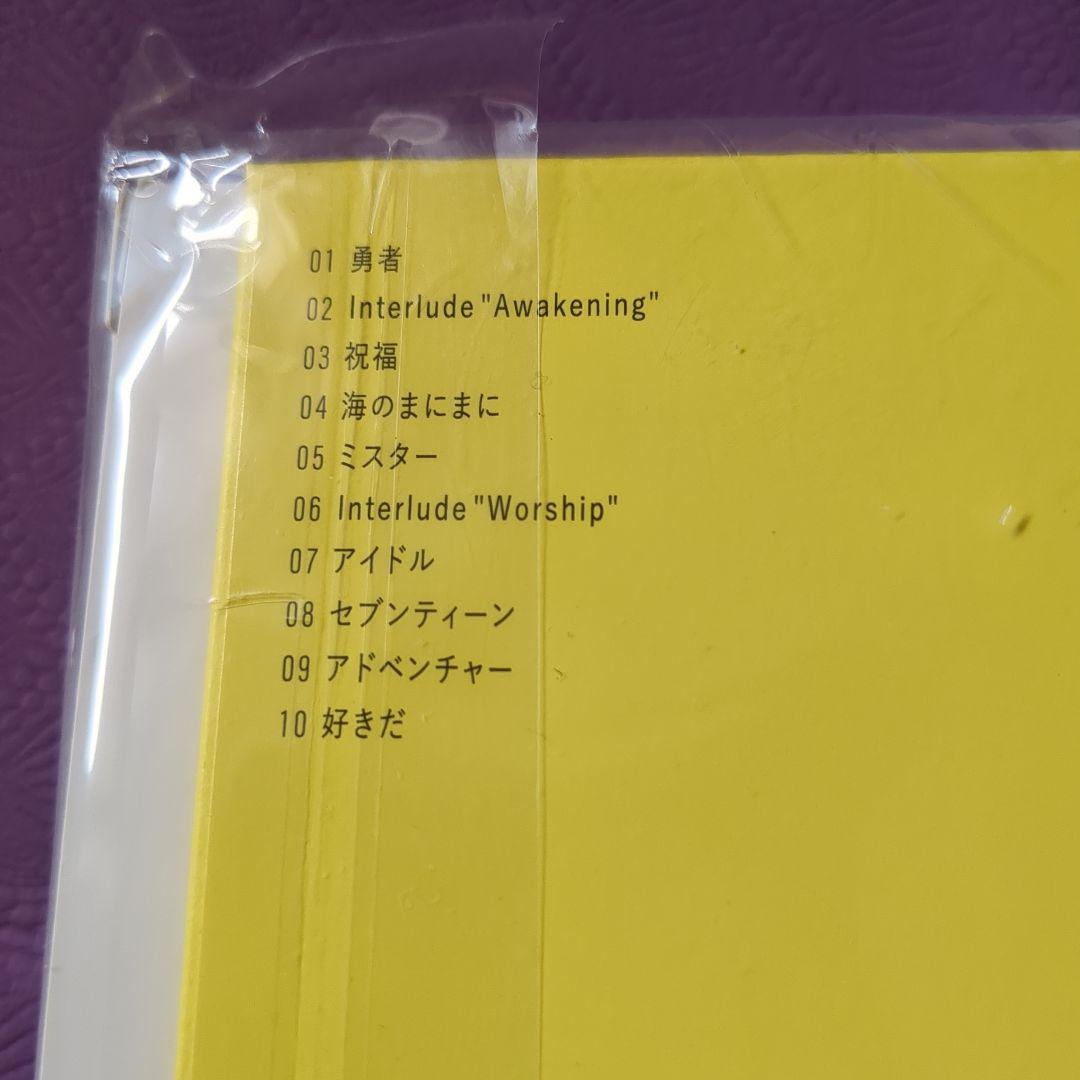 01 勇者
02 Interlude "Awakening"
03 祝福
04 海のまにまに
05 ミスター
06 Interlude "Worship"
07 アイドル
08 セブンティーン
09 アドベンチャー
10 好きだ